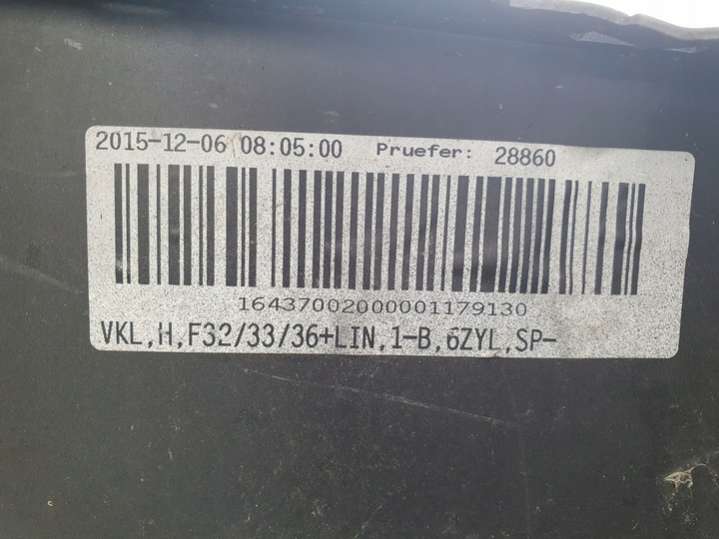 2015-12-06 08:05:00 Pruefer: 28860
16437002000001179130
VKL,H,F32/33/36+LIN,1-B,6ZYL,SP-